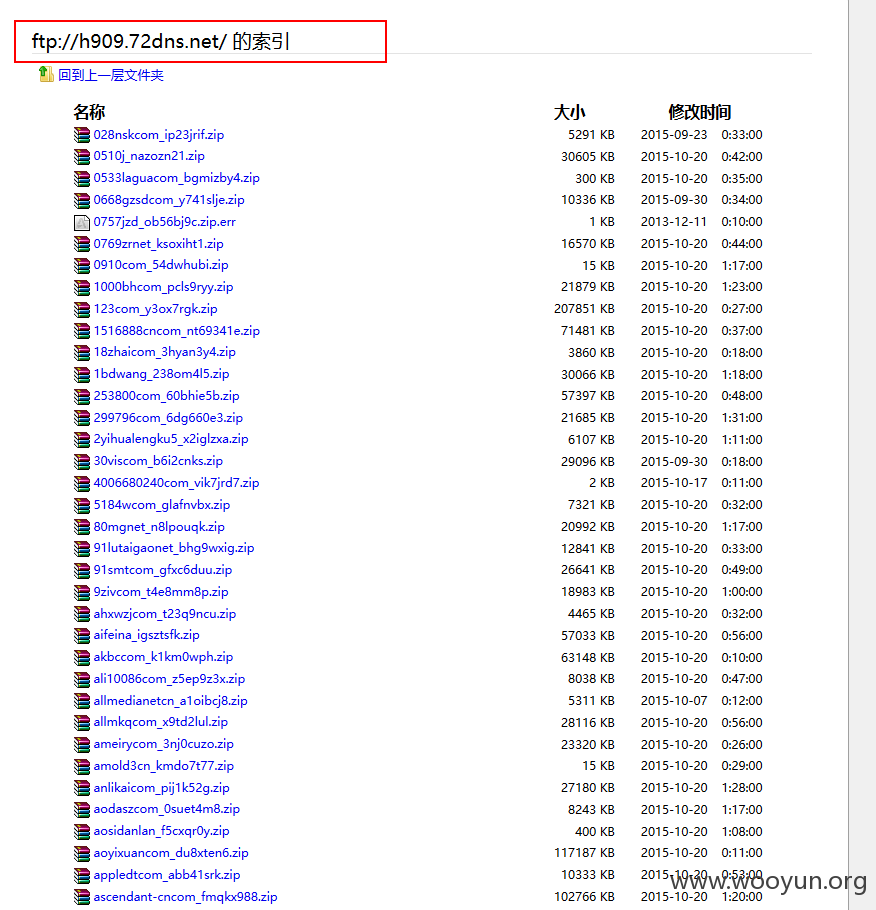 ftp://h909.72dns.net/ 的索引
回到上一层文件夹
名称 大小 修改时间
028nskcom_ip23jrif.zip 5291 KB 2015-09-23 0:33:00
0510j_nazozn21.zip 30605 KB 2015-10-20 0:42:00
0533laguacom_bgmizby4.zip 300 KB 2015-10-20 0:35:00
0668gzsdcom_y741slje.zip 10336 KB 2015-09-30 0:34:00
0757jzd_ob56bj9c.zip.err 1 KB 2013-12-11 0:10:00
0769zrnet_ksoxiht1.zip 16570 KB 2015-10-20 0:44:00
0910com_54dwhubi.zip 15 KB 2015-10-20 1:17:00
1000bhcom_pcls9ryy.zip 21879 KB 2015-10-20 1:23:00
123com_y3ox7rgk.zip 207851 KB 2015-10-20 0:27:00
1516888cncom_nt69341e.zip 71481 KB 2015-10-20 0:37:00
18zhaicom_3hyan3y4.zip 3860 KB 2015-10-20 0:18:00
1bdwang_238om4l5.zip 30066 KB 2015-10-20 1:18:00
253800com_60bhie5b.zip 57397 KB 2015-10-20 0:48:00
299796com_6dg660e3.zip 21685 KB 2015-10-20 1:31:00
2yihualengku5_x2iglzxa.zip 6107 KB 2015-10-20 1:11:00
30viscom_b6i2cnks.zip 29096 KB 2015-09-30 0:18:00
4006680240com_vik7jrd7.zip 2 KB 2015-10-17 0:11:00
5184wcom_glafnvbx.zip 7321 KB 2015-10-20 0:32:00
80mgnet_n8lpouqk.zip 20992 KB 2015-10-20 1:17:00
91lutaigaonet_bhg9wxig.zip 12841 KB 2015-10-20 0:33:00
91smtcom_gfxc6duu.zip 26641 KB 2015-10-20 0:49:00
9zivcom_t4e8mm8p.zip 18983 KB 2015-10-20 1:00:00
ahxwzjcom_t23q9ncu.zip 4465 KB 2015-10-20 0:32:00
aifeina_igsztsfk.zip 57033 KB 2015-10-20 0:56:00
akbccom_k1km0wph.zip 63148 KB 2015-10-20 0:10:00
ali10086com_z5ep9z3x.zip 8038 KB 2015-10-20 0:47:00
allmedianetcn_a1oibcj8.zip 5311 KB 2015-10-07 0:12:00
allmkqcom_x9td2lul.zip 28116 KB 2015-10-20 0:56:00
ameirycom_3nj0cuzo.zip 23320 KB 2015-10-20 0:26:00
amold3cn_kmdo7t77.zip 15 KB 2015-10-20 0:29:00
anlikaicom_pij1k52g.zip 27180 KB 2015-10-20 1:28:00
aodaszcom_0suet4m8.zip 8243 KB 2015-10-20 1:17:00
aosidanlan_f5cxqr0y.zip 400 KB 2015-10-20 1:08:00
aoyixuancom_du8xten6.zip 117187 KB 2015-10-20 0:11:00
appledtcom_abb41srk.zip 10333 KB 2015-10-20 0:53:00
www.wooyun.org
ascendant-cncom_fmqkx988.zip 102766 KB 2015-10-20 1:20:00